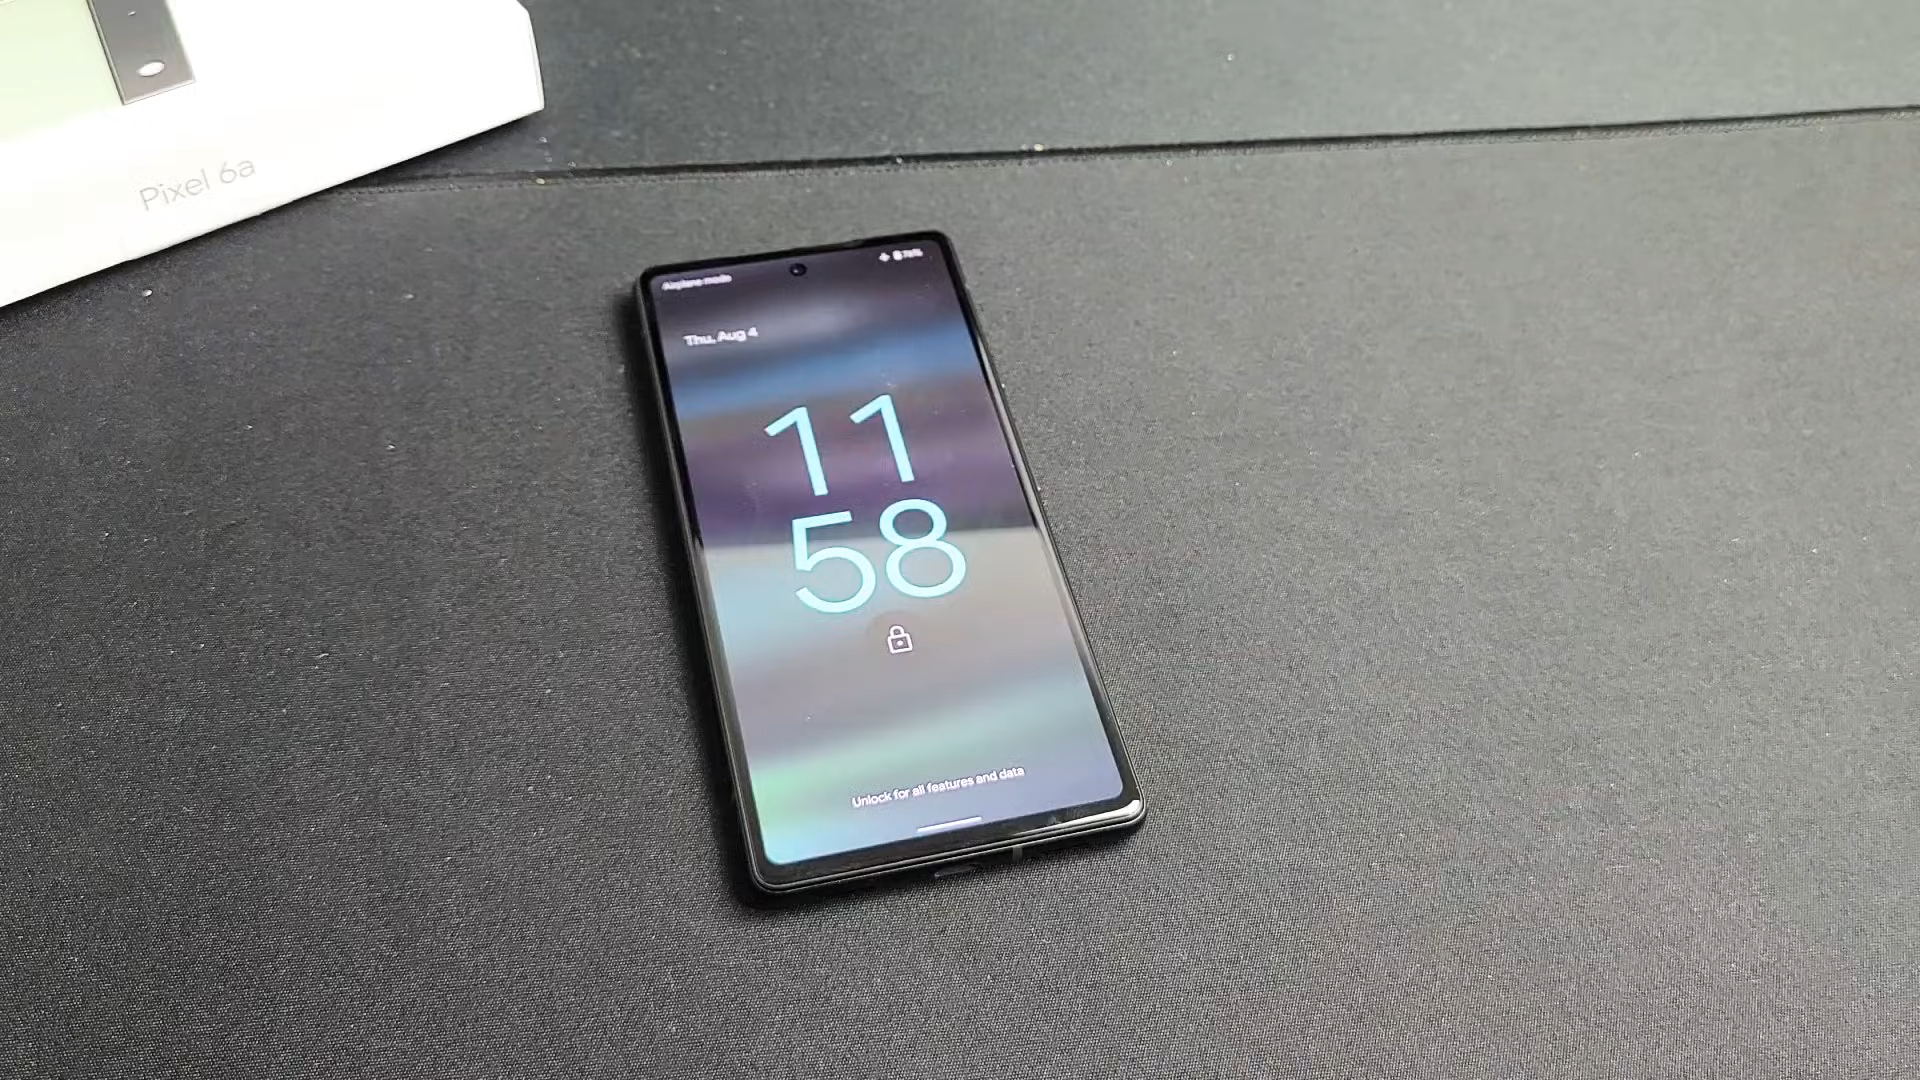 Pixel 6a
Airplane mode
Thu, Aug 4
11
58
Unlock for all features and data